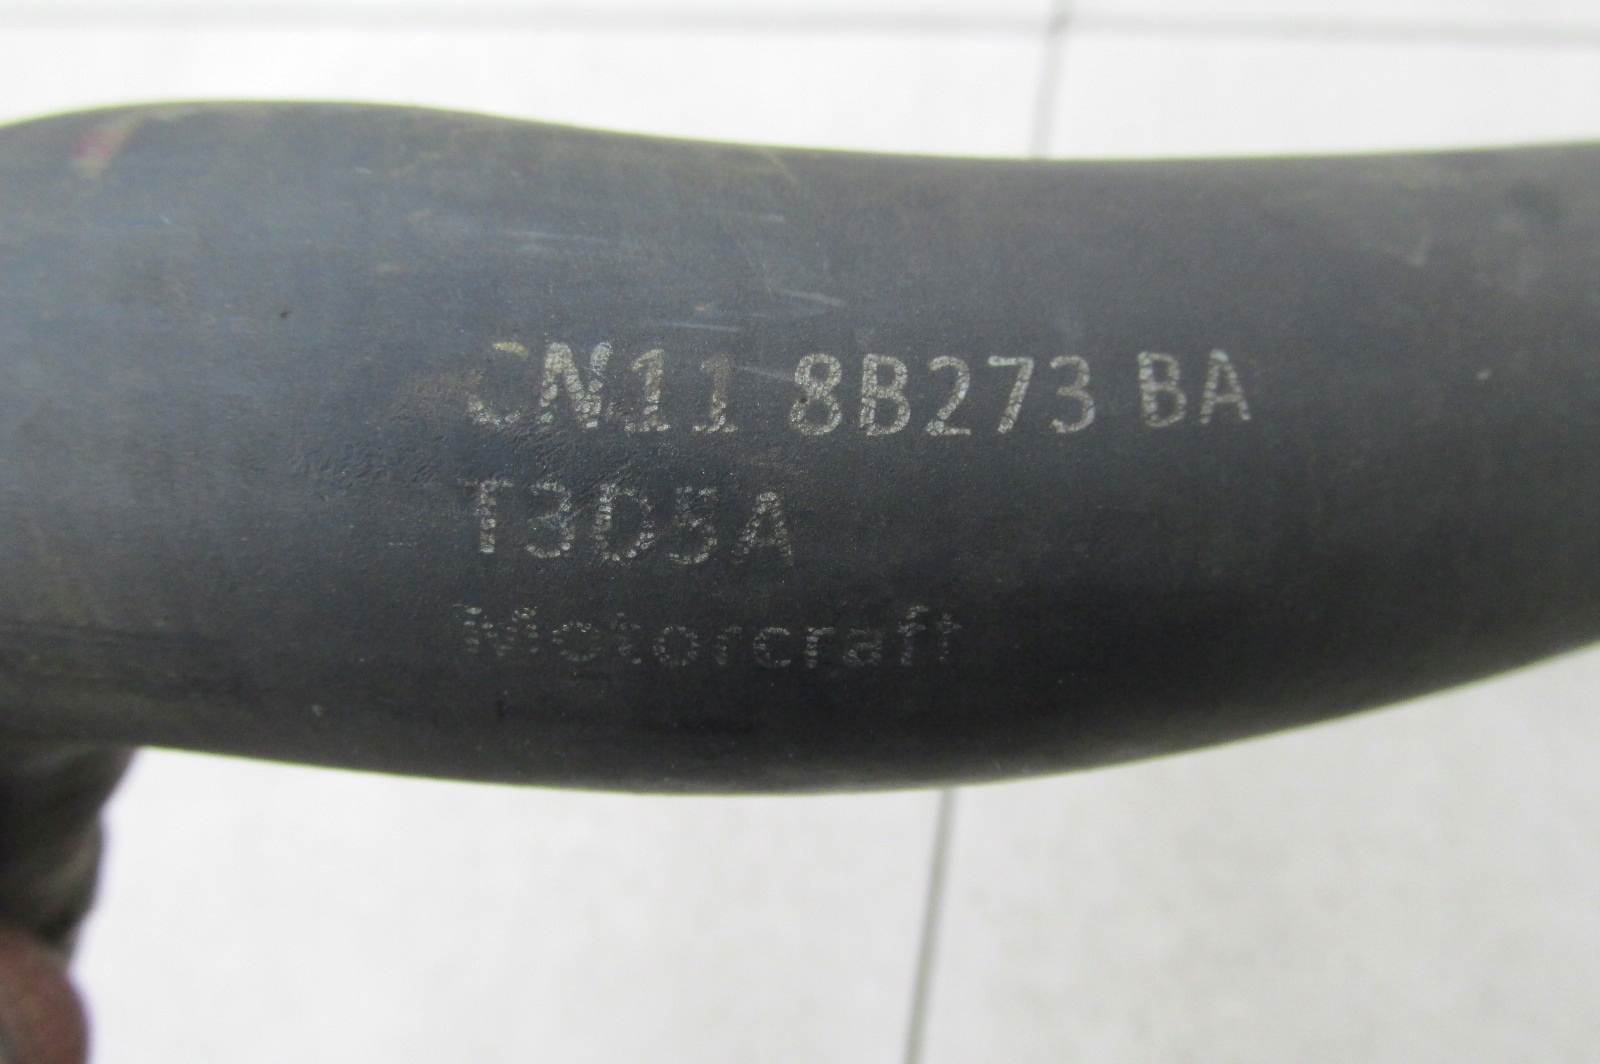 CN11 8B273 BA
T3D5A
Motorcraft